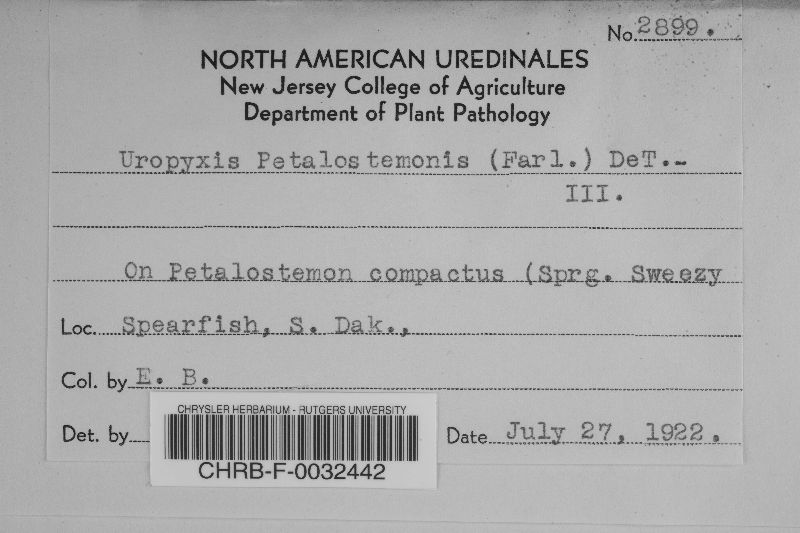 No. 2899.
NORTH AMERICAN UREDINALES
New Jersey College of Agriculture
Department of Plant Pathology
Uropyxis Petalostemonis (Farl.) DeT.-
III.
On Petalostemon compactus (Sprg. Sweezy
Loc. Spearfish, S. Dak.,
Col. by E. B.
Det. by
Date July 27, 1922.
CHRYSLER HERBARIUM - RUTGERS UNIVERSITY
CHRB-F-0032442